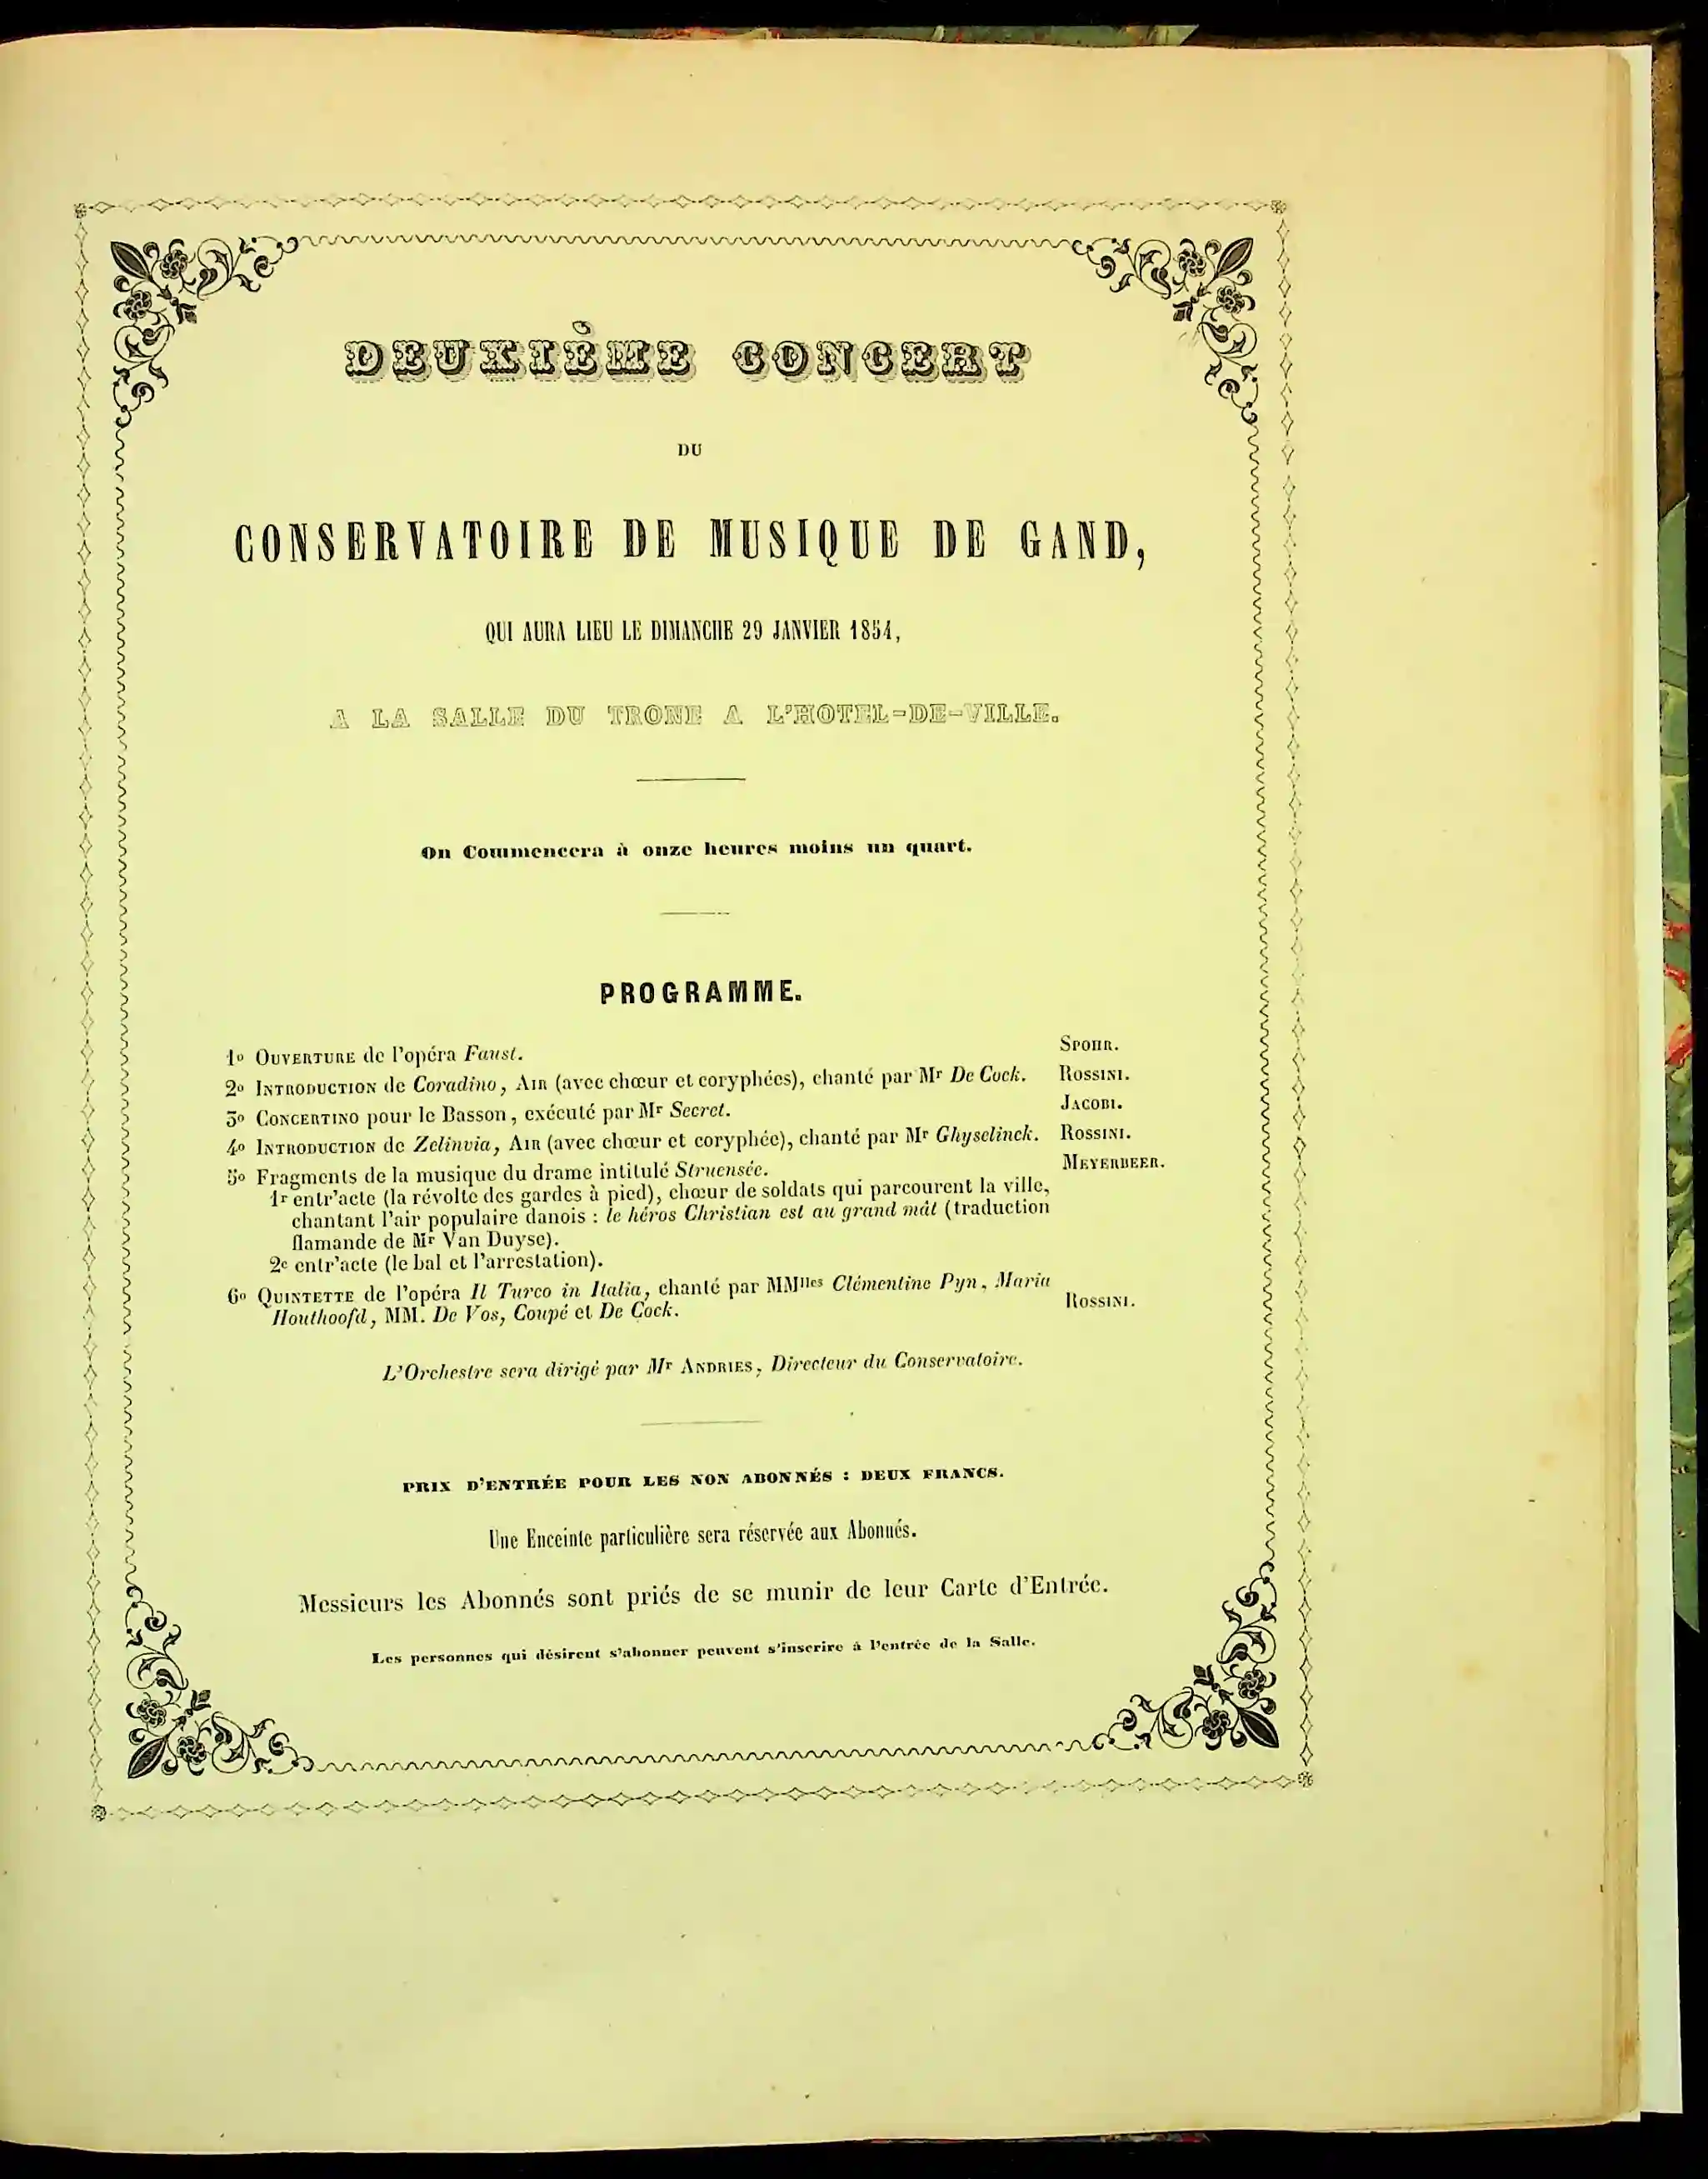 DEUXIÈME CONCERT
DU
CONSERVATOIRE DE MUSIQUE DE GAND,
QUI AURA LIEU LE DIMANCHE 29 JANVIER 1854,
A LA SALLE DU TRONE A L'HOTEL-DE-VILLE.
On Commencera à onze heures moins un quart.
PROGRAMME.
1º OUVERTURE de l'opéra Faust. SPOHR.
2º INTRODUCTION de Coradino, AIR (avec chœur et coryphées), chanté par Mr De Cock. ROSSINI.
3º CONCERTINO pour le Basson, exécuté par Mr Secret. JACOBI.
4º INTRODUCTION de Zelinvia, AIR (avec chœur et coryphée), chanté par Mr Ghyselinck. ROSSINI.
5º Fragments de la musique du drame intitulé Struensée. MEYERBEER.
1r entr'acte (la révolte des gardes à pied), chœur de soldats qui parcourent la ville,
chantant l'air populaire danois : le héros Christian est au grand mât (traduction
flamande de Mr Van Duyse).
2e entr'acte (le bal et l'arrestation).
6º QUINTETTE de l'opéra Il Turco in Italia, chanté par MMlles Clémentine Pyn, Maria
Houthoofd, MM. De Vos, Coupé et De Cock. ROSSINI.
L'Orchestre sera dirigé par Mr ANDRIES, Directeur du Conservatoire.
PRIX D'ENTRÉE POUR LES NON ABONNÉS : DEUX FRANCS.
Une Enceinte particulière sera réservée aux Abonnés.
Messieurs les Abonnés sont priés de se munir de leur Carte d'Entrée.
Les personnes qui désirent s'abonner peuvent s'inscrire à l'entrée de la Salle.